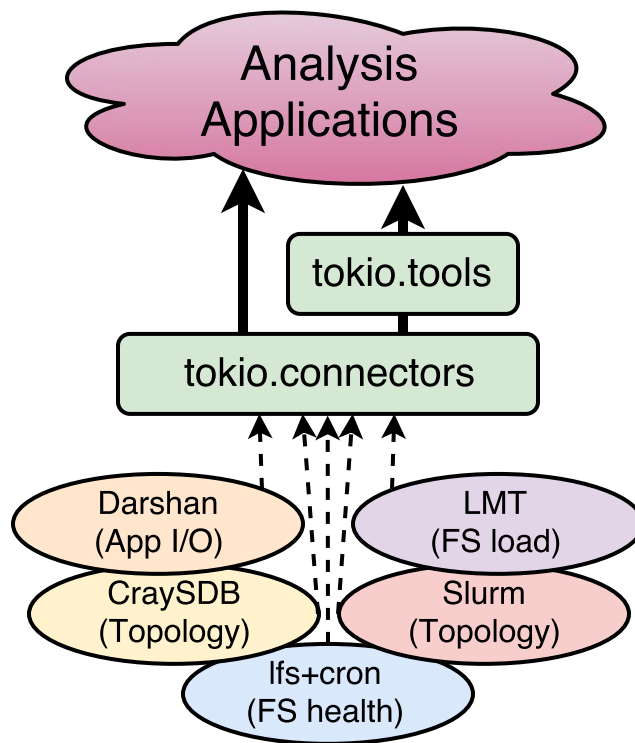 Analysis
Applications
tokio.tools
tokio.connectors
Darshan
(App I/O)
LMT
(FS load)
CraySDB
(Topology)
Slurm
(Topology)
lfs+cron
(FS health)